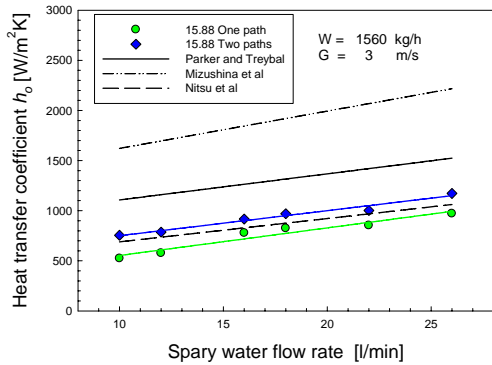 Heat transfer coefficient hₒ [W/m²K]
3000
2500
2000
1500
1000
500
0
15.88 One path
15.88 Two paths
Parker and Treybal
Mizushina et al
Nitsu et al
W = 1560 kg/h
G = 3 m/s
10 15 20 25
Spary water flow rate [l/min]